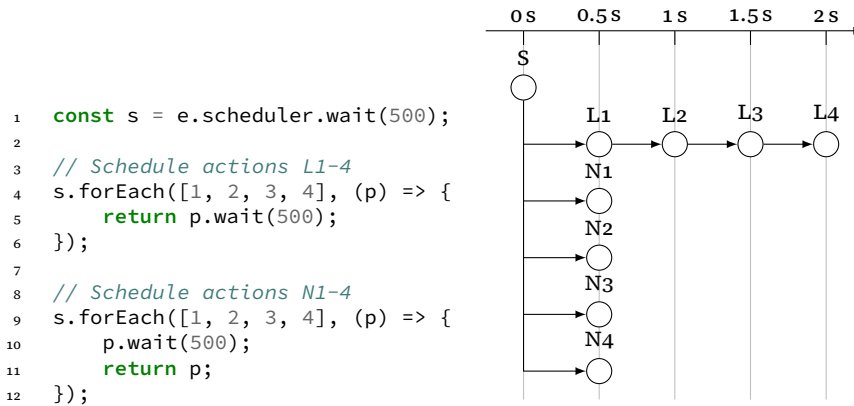 1 const s = e.scheduler.wait(500);
2
3 // Schedule actions L1-4
4 s.forEach([1, 2, 3, 4], (p) => {
5     return p.wait(500);
6 });
7
8 // Schedule actions N1-4
9 s.forEach([1, 2, 3, 4], (p) => {
10     p.wait(500);
11     return p;
12 });
0 s 0.5 s 1 s 1.5 s 2 s
S
L1 L2 L3 L4
N1
N2
N3
N4